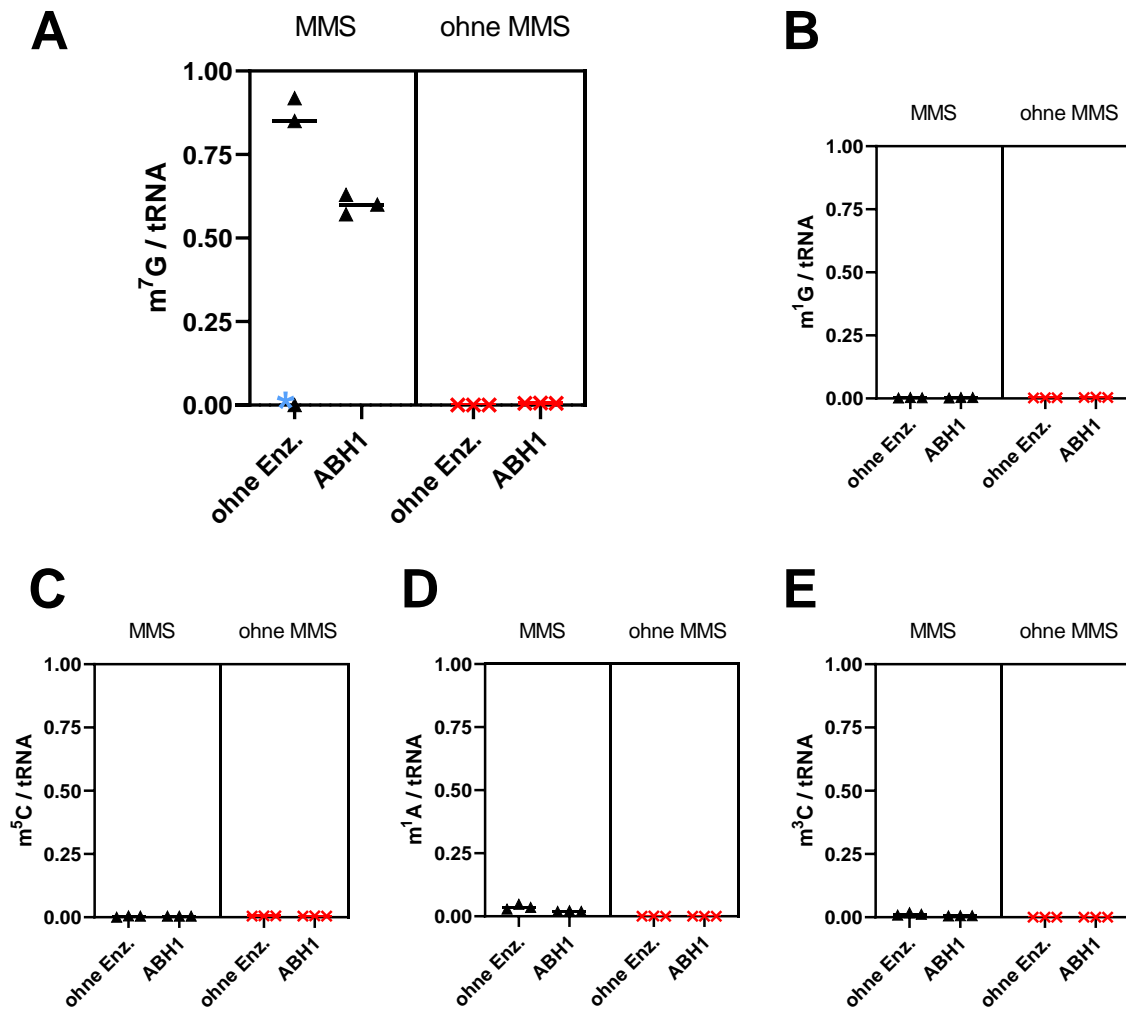 A
MMS ohne MMS
1.00
0.75
0.50
0.25
0.00
m⁷G / tRNA
*
ohne Enz. ABH1 ohne Enz. ABH1
B
MMS ohne MMS
1.00
0.75
0.50
0.25
0.00
m¹G / tRNA
ohne Enz. ABH1 ohne Enz. ABH1
C
MMS ohne MMS
1.00
0.75
0.50
0.25
0.00
m⁵C / tRNA
ohne Enz. ABH1 ohne Enz. ABH1
D
MMS ohne MMS
1.00
0.75
0.50
0.25
0.00
m¹A / tRNA
ohne Enz. ABH1 ohne Enz. ABH1
E
MMS ohne MMS
1.00
0.75
0.50
0.25
0.00
m³C / tRNA
ohne Enz. ABH1 ohne Enz. ABH1